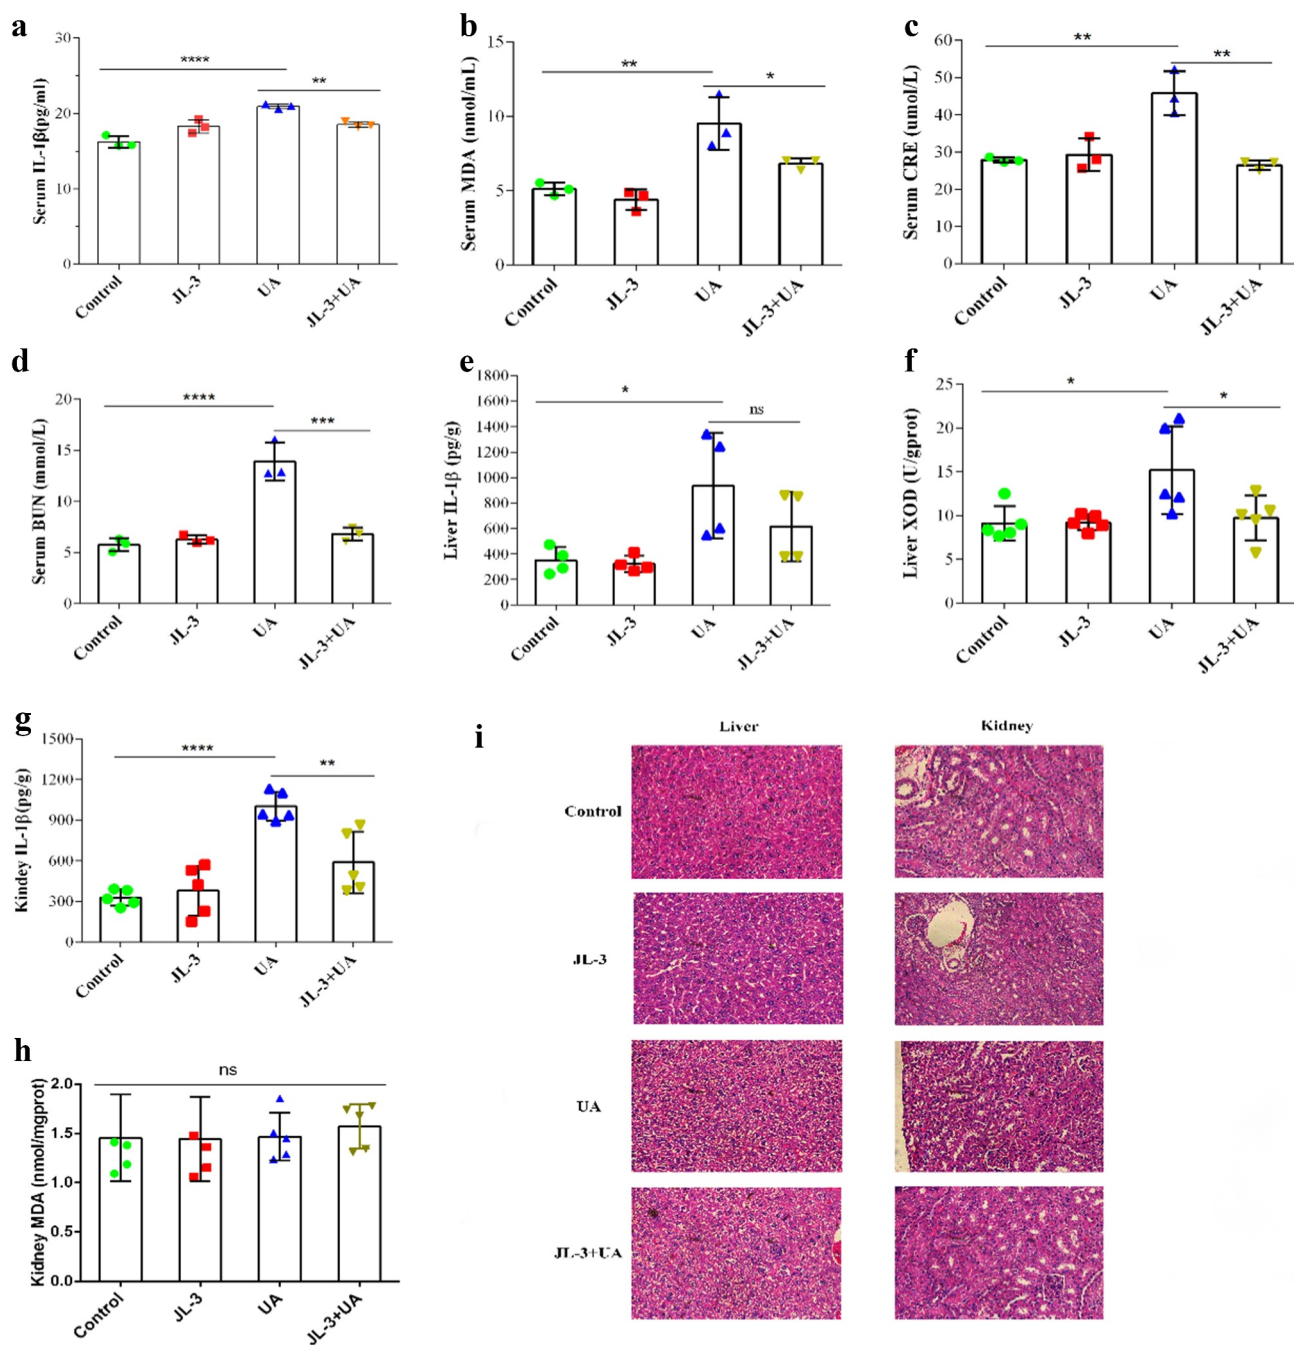 a
Serum IL-1β(pg/ml)
30
20
10
0
****
**
Control
JL-3
UA
JL-3+UA
b
Serum MDA (nmol/mL)
15
10
5
0
**
*
Control
JL-3
UA
JL-3+UA
c
Serum CRE (umol/L)
60
50
40
30
20
10
0
**
**
Control
JL-3
UA
JL-3+UA
d
Serum BUN (mmol/L)
20
15
10
5
0
****
***
Control
JL-3
UA
JL-3+UA
e
Liver IL-1β (pg/g)
1800
1600
1400
1200
1000
800
600
400
200
0
*
ns
Control
JL-3
UA
JL-3+UA
f
Liver XOD (U/gprot)
25
20
15
10
5
0
*
*
Control
JL-3
UA
JL-3+UA
g
Kindey IL-1β(pg/g)
1500
1200
900
600
300
0
****
**
Control
JL-3
UA
JL-3+UA
h
Kidney MDA (nmol/mgprot)
2.0
1.5
1.0
0.5
0.0
ns
Control
JL-3
UA
JL-3+UA
i
Liver
Kidney
Control
JL-3
UA
JL-3+UA